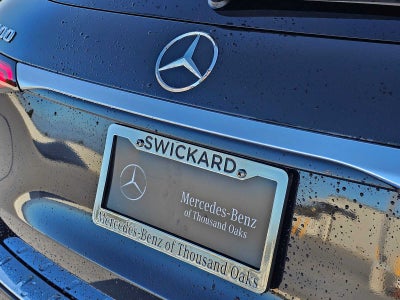 SWICKARD
Mercedes-Benz
of Thousand Oaks
Mercedes-Benz of Thousand Oaks